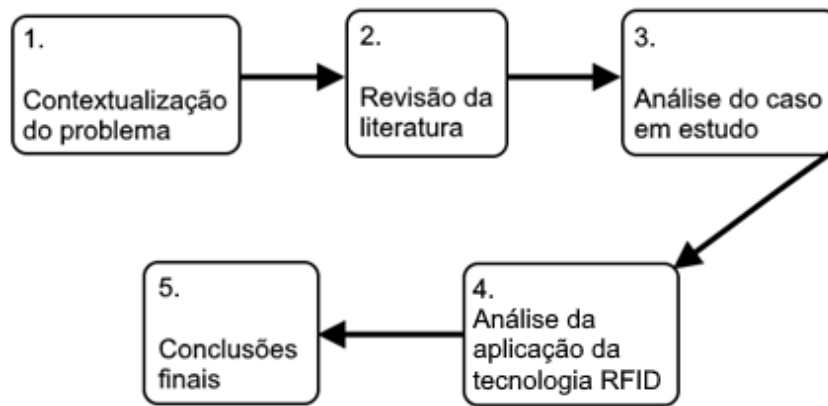 1.
Contextualização
do problema
2.
Revisão da
literatura
3.
Análise do caso
em estudo
4.
Análise da
aplicação da
tecnologia RFID
5.
Conclusões
finais